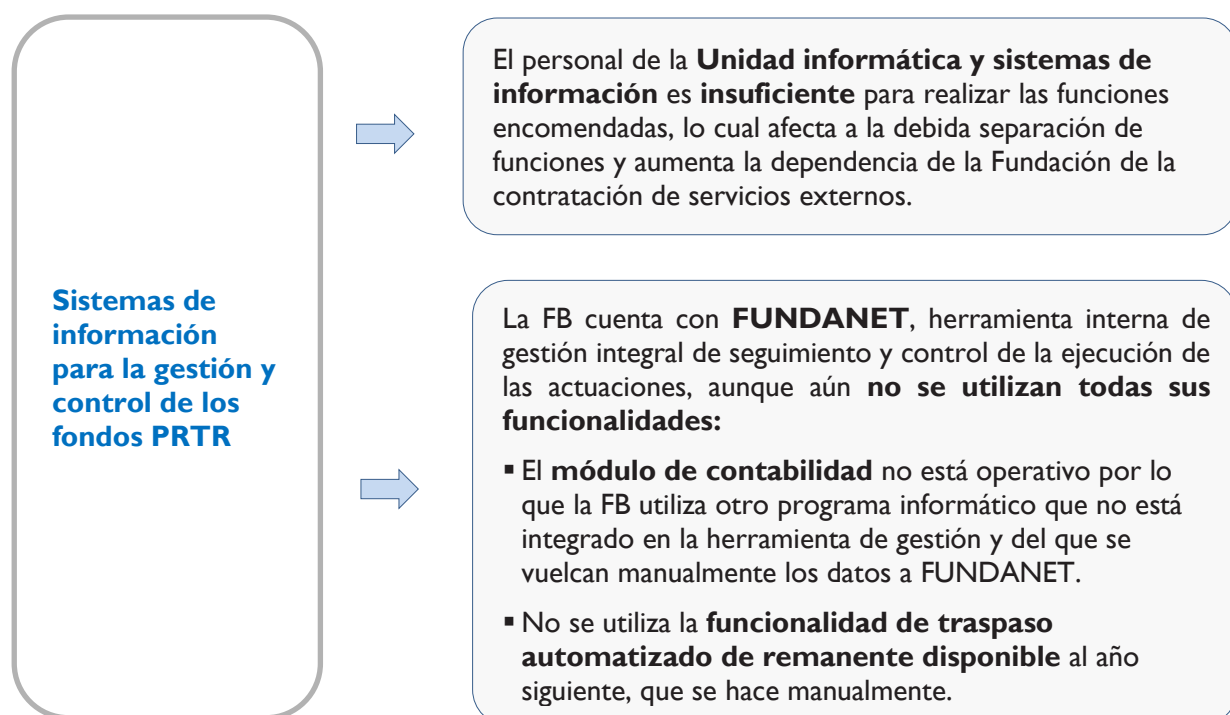 Sistemas de
información
para la gestión y
control de los
fondos PRTR
El personal de la Unidad informática y sistemas de
información es insuficiente para realizar las funciones
encomendadas, lo cual afecta a la debida separación de
funciones y aumenta la dependencia de la Fundación de la
contratación de servicios externos.
La FB cuenta con FUNDANET, herramienta interna de
gestión integral de seguimiento y control de la ejecución de
las actuaciones, aunque aún no se utilizan todas sus
funcionalidades:
▪ El módulo de contabilidad no está operativo por lo
que la FB utiliza otro programa informático que no está
integrado en la herramienta de gestión y del que se
vuelcan manualmente los datos a FUNDANET.
▪ No se utiliza la funcionalidad de traspaso
automatizado de remanente disponible al año
siguiente, que se hace manualmente.